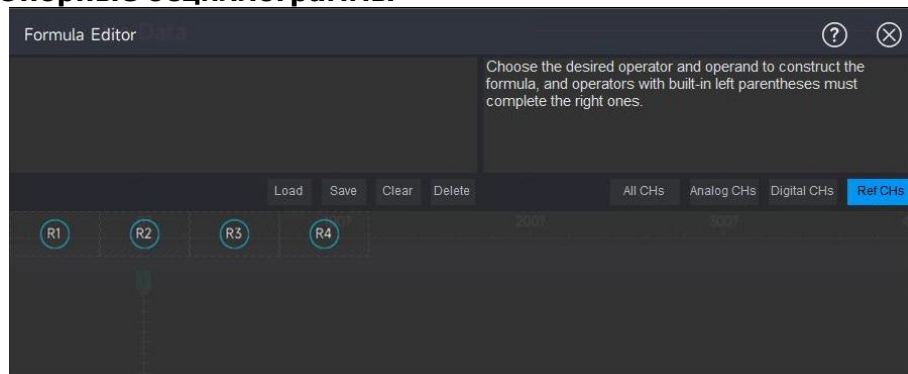 Опорные осциллограммы
Formula Editor
Choose the desired operator and operand to construct the
formula, and operators with built-in left parentheses must
complete the right ones.
Load Save Clear Delete All CHs Analog CHs Digital CHs Ref CHs
R1 R2 R3 R4